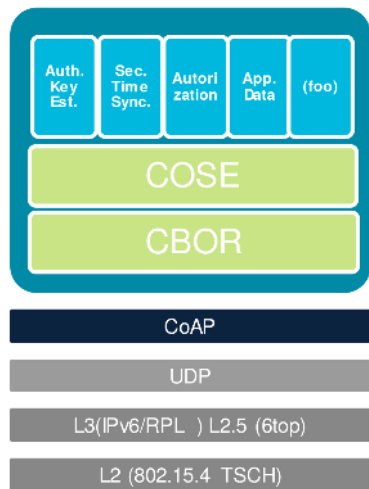 Auth.
Key
Est.
Sec.
Time
Sync.
Autori
zation
App.
Data
(foo)
COSE
CBOR
CoAP
UDP
L3(IPv6/RPL ) L2.5 (6top)
L2 (802.15.4 TSCH)